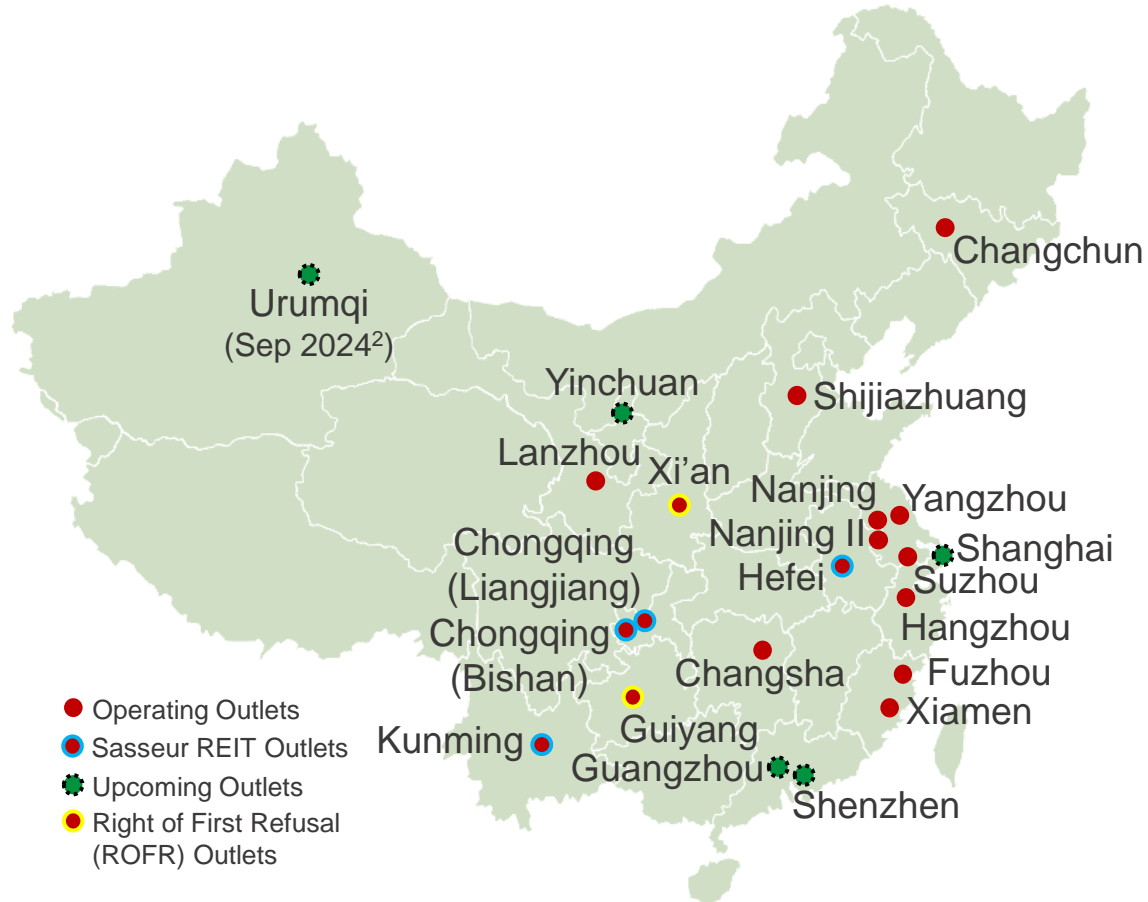 Changchun
Urumqi
(Sep 2024²)
Yinchuan
Shijiazhuang
Lanzhou
Xi’an
Nanjing
Yangzhou
Nanjing II
Shanghai
Chongqing
(Liangjiang)
Hefei
Suzhou
Chongqing
(Bishan)
Hangzhou
Changsha
Fuzhou
Xiamen
Kunming
Guiyang
Guangzhou
Shenzhen
Operating Outlets
Sasseur REIT Outlets
Upcoming Outlets
Right of First Refusal
(ROFR) Outlets